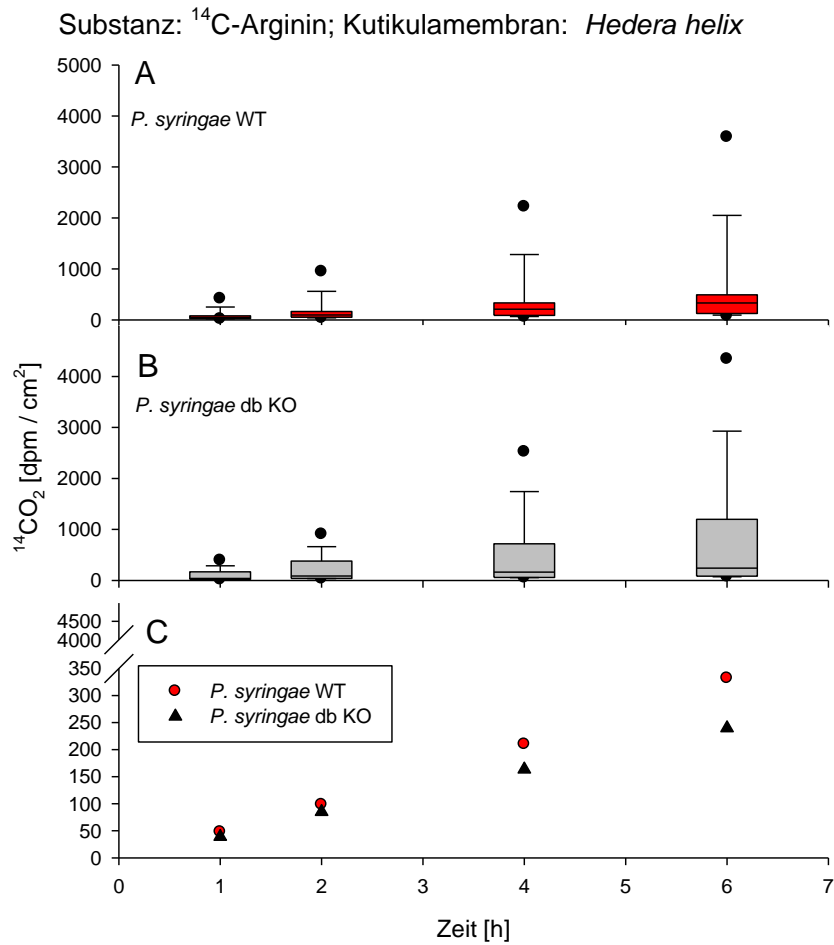 Substanz: ¹⁴C-Arginin; Kutikulamembran: Hedera helix
A
P. syringae WT
5000
4000
3000
2000
1000
0
B
P. syringae db KO
4000
3000
2000
1000
0
¹⁴CO₂ [dpm / cm²]
C
4500
4000
350
300
250
200
150
100
50
0
P. syringae WT
P. syringae db KO
0 1 2 3 4 5 6 7
Zeit [h]